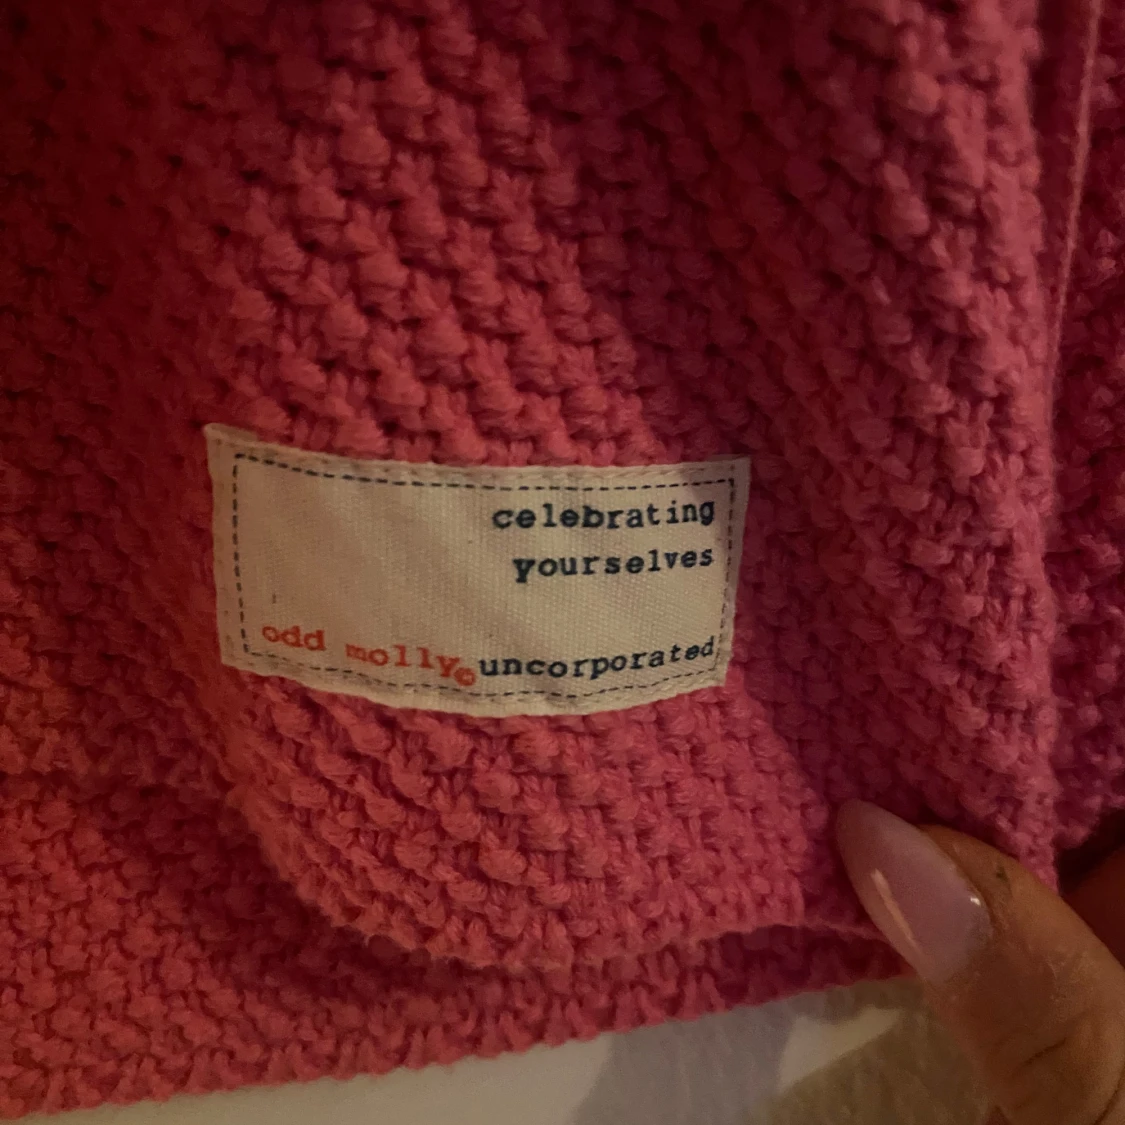 celebrating
yourselves
odd molly© uncorporated